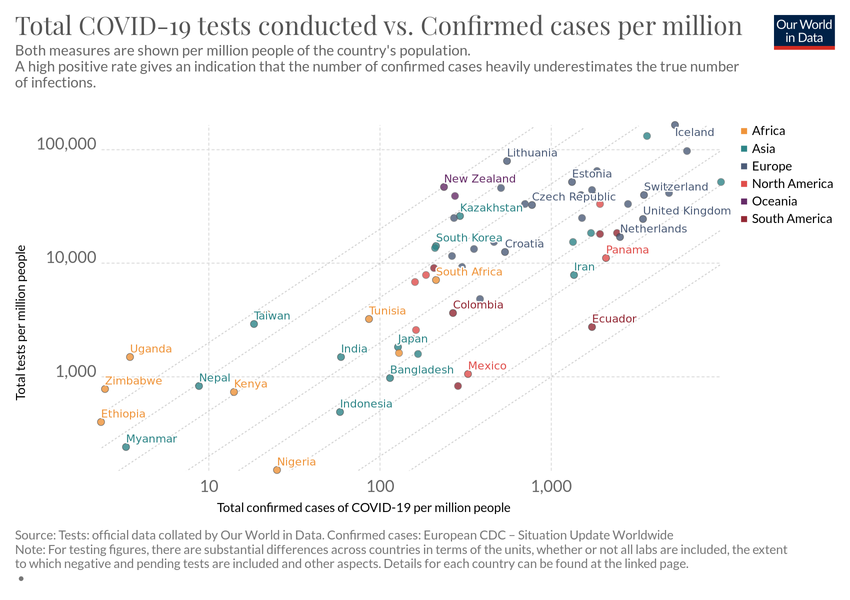 Total COVID-19 tests conducted vs. Confirmed cases per million
Our World
in Data
Both measures are shown per million people of the country's population.
A high positive rate gives an indication that the number of confirmed cases heavily underestimates the true number
of infections.
100,000
10,000
1,000
Total tests per million people
10
100
1,000
Total confirmed cases of COVID-19 per million people
Iceland
Lithuania
Estonia
New Zealand
Switzerland
Czech Republic
Kazakhstan
United Kingdom
Netherlands
South Korea
Croatia
Panama
South Africa
Iran
Colombia
Tunisia
Taiwan
Ecuador
Japan
Uganda
India
Mexico
Bangladesh
Zimbabwe
Nepal
Kenya
Indonesia
Ethiopia
Myanmar
Nigeria
Africa
Asia
Europe
North America
Oceania
South America
Source: Tests: official data collated by Our World in Data. Confirmed cases: European CDC – Situation Update Worldwide
Note: For testing figures, there are substantial differences across countries in terms of the units, whether or not all labs are included, the extent
to which negative and pending tests are included and other aspects. Details for each country can be found at the linked page.
•